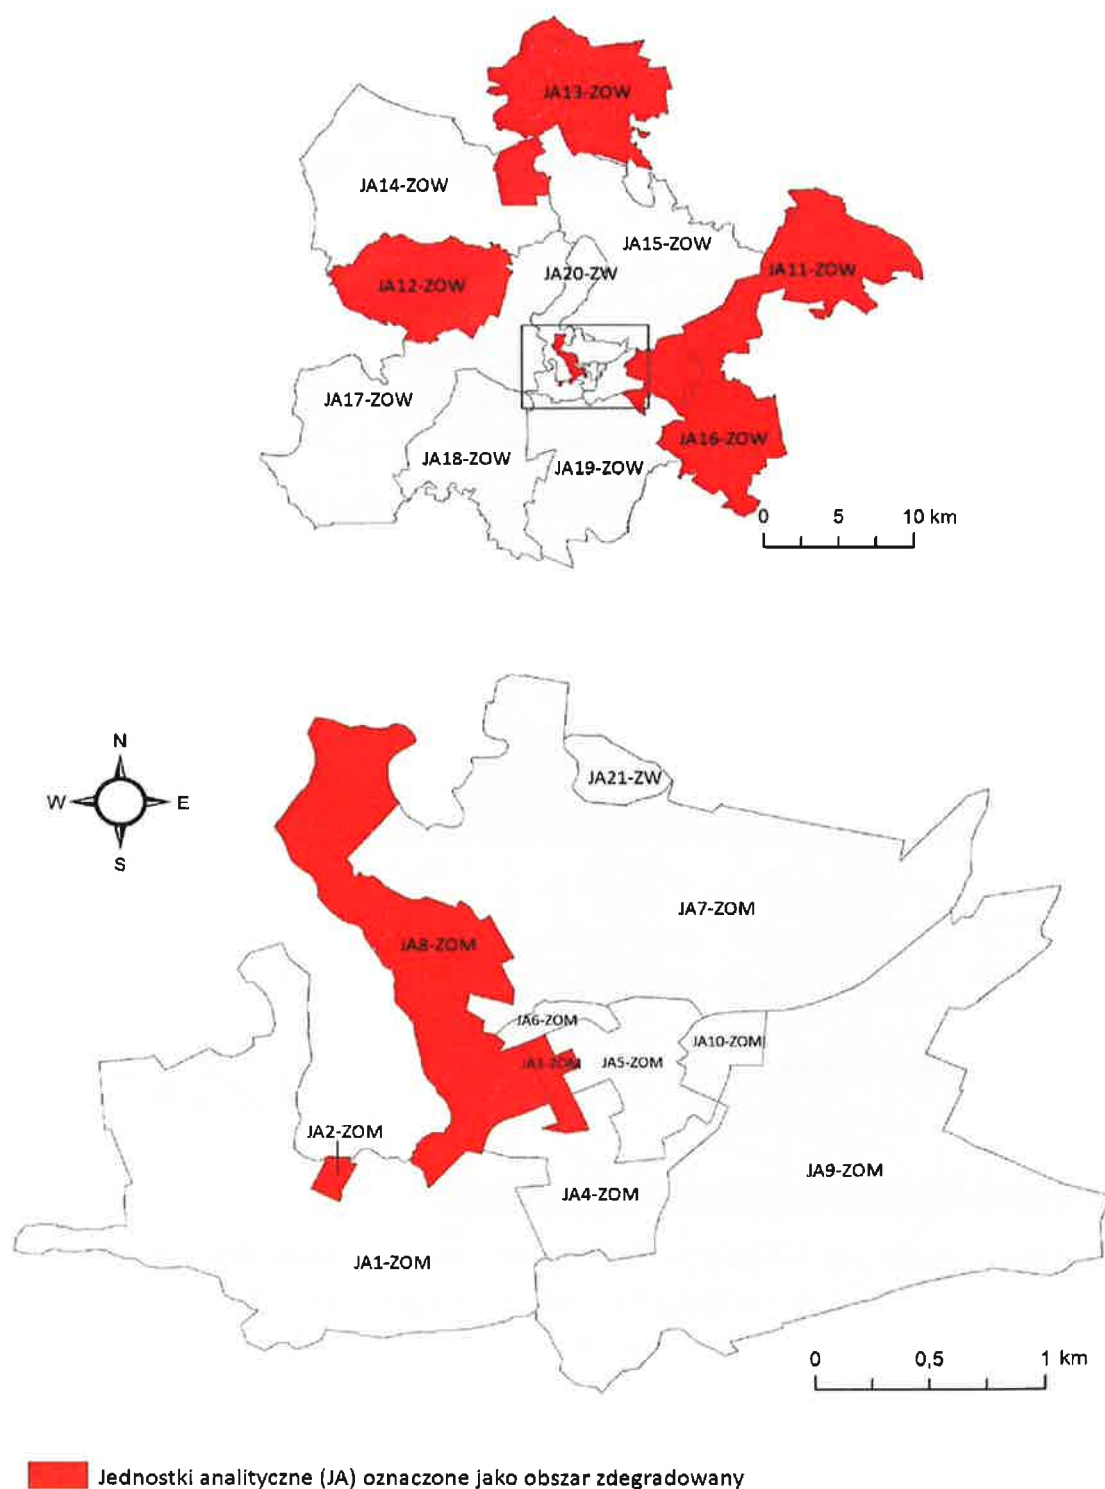 JA13-ZOW
JA14-ZOW
JA15-ZOW
JA11-ZOW
JA20-ZW
JA12-ZOW
JA17-ZOW
JA16-ZOW
JA18-ZOW
JA19-ZOW
0 5 10 km
N
W E
S
JA21-ZW
JA7-ZOM
JA8-ZOM
JA6-ZOM
JA10-ZOM
JA3-ZOM
JA5-ZOM
JA2-ZOM
JA9-ZOM
JA4-ZOM
JA1-ZOM
0 0,5 1 km
Jednostki analityczne (JA) oznaczone jako obszar zdegradowany